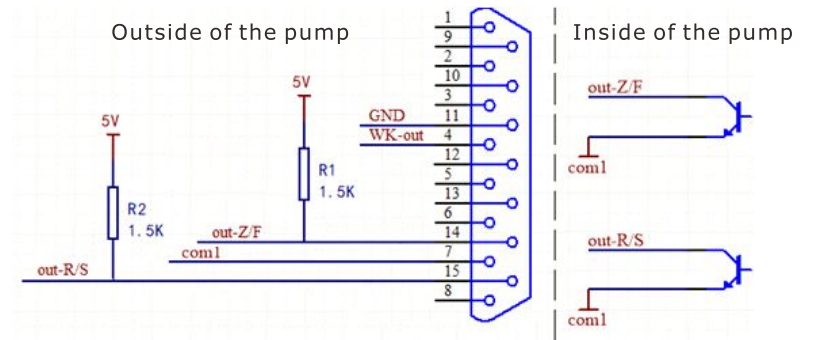 Outside of the pump
Inside of the pump
1
9
2
10
3
GND
11
WK-out
4
12
5
13
6
5V
R1
1.5K
5V
R2
1.5K
out-Z/F
14
com1
7
out-R/S
15
8
out-Z/F
com1
out-R/S
com1